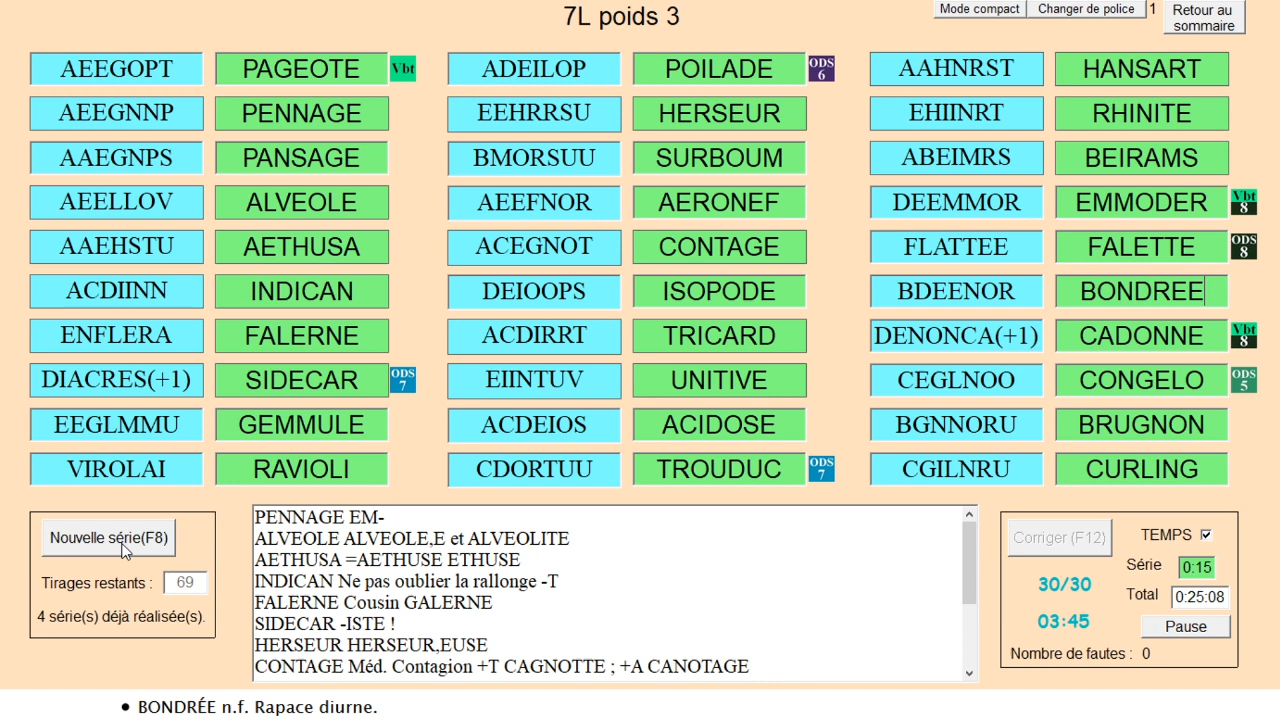 7L poids 3
Mode compact Changer de police 1 Retour au sommaire
AEEGOPT PAGEOTE Vbt ADEILOP POILADE ODS 6 AAHNRST HANSART
AEEGNNP PENNAGE EEHRRSU HERSEUR EHIINRT RHINITE
AAEGNPS PANSAGE BMORSUU SURBOUM ABEIMRS BEIRAMS
AEELLOV ALVEOLE AEEFNOR AERONEF DEEMMOR EMMODER Vbt 8
AAEHSTU AETHUSA ACEGNOT CONTAGE FLATTEE FALETTE ODS 8
ACDIINN INDICAN DEIOOPS ISOPODE BDEENOR BONDREE
ENFLERA FALERNE ACDIRRT TRICARD DENONCA(+1) CADONNE Vbt 8
DIACRES(+1) SIDECAR ODS 7 EIINTUV UNITIVE CEGLNOO CONGELO ODS 5
EEGLMMU GEMMULE ACDEIOS ACIDOSE BGNNORU BRUGNON
VIROLAI RAVIOLI CDORTUU TROUDUC ODS 7 CGILNRU CURLING
Nouvelle série(F8)
Tirages restants : 69
4 série(s) déjà réalisée(s).
PENNAGE EM-
ALVEOLE ALVEOLE,E et ALVEOLITE
AETHUSA =AETHUSE ETHUSE
INDICAN Ne pas oublier la rallonge -T
FALERNE Cousin GALERNE
SIDECAR -ISTE !
HERSEUR HERSEUR,EUSE
CONTAGE Méd. Contagion +T CAGNOTTE ; +A CANOTAGE
Corriger (F12) TEMPS
Série 0:15
30/30
Total 0:25:08
03:45
Pause
Nombre de fautes : 0
• BONDRÉE n.f. Rapace diurne.